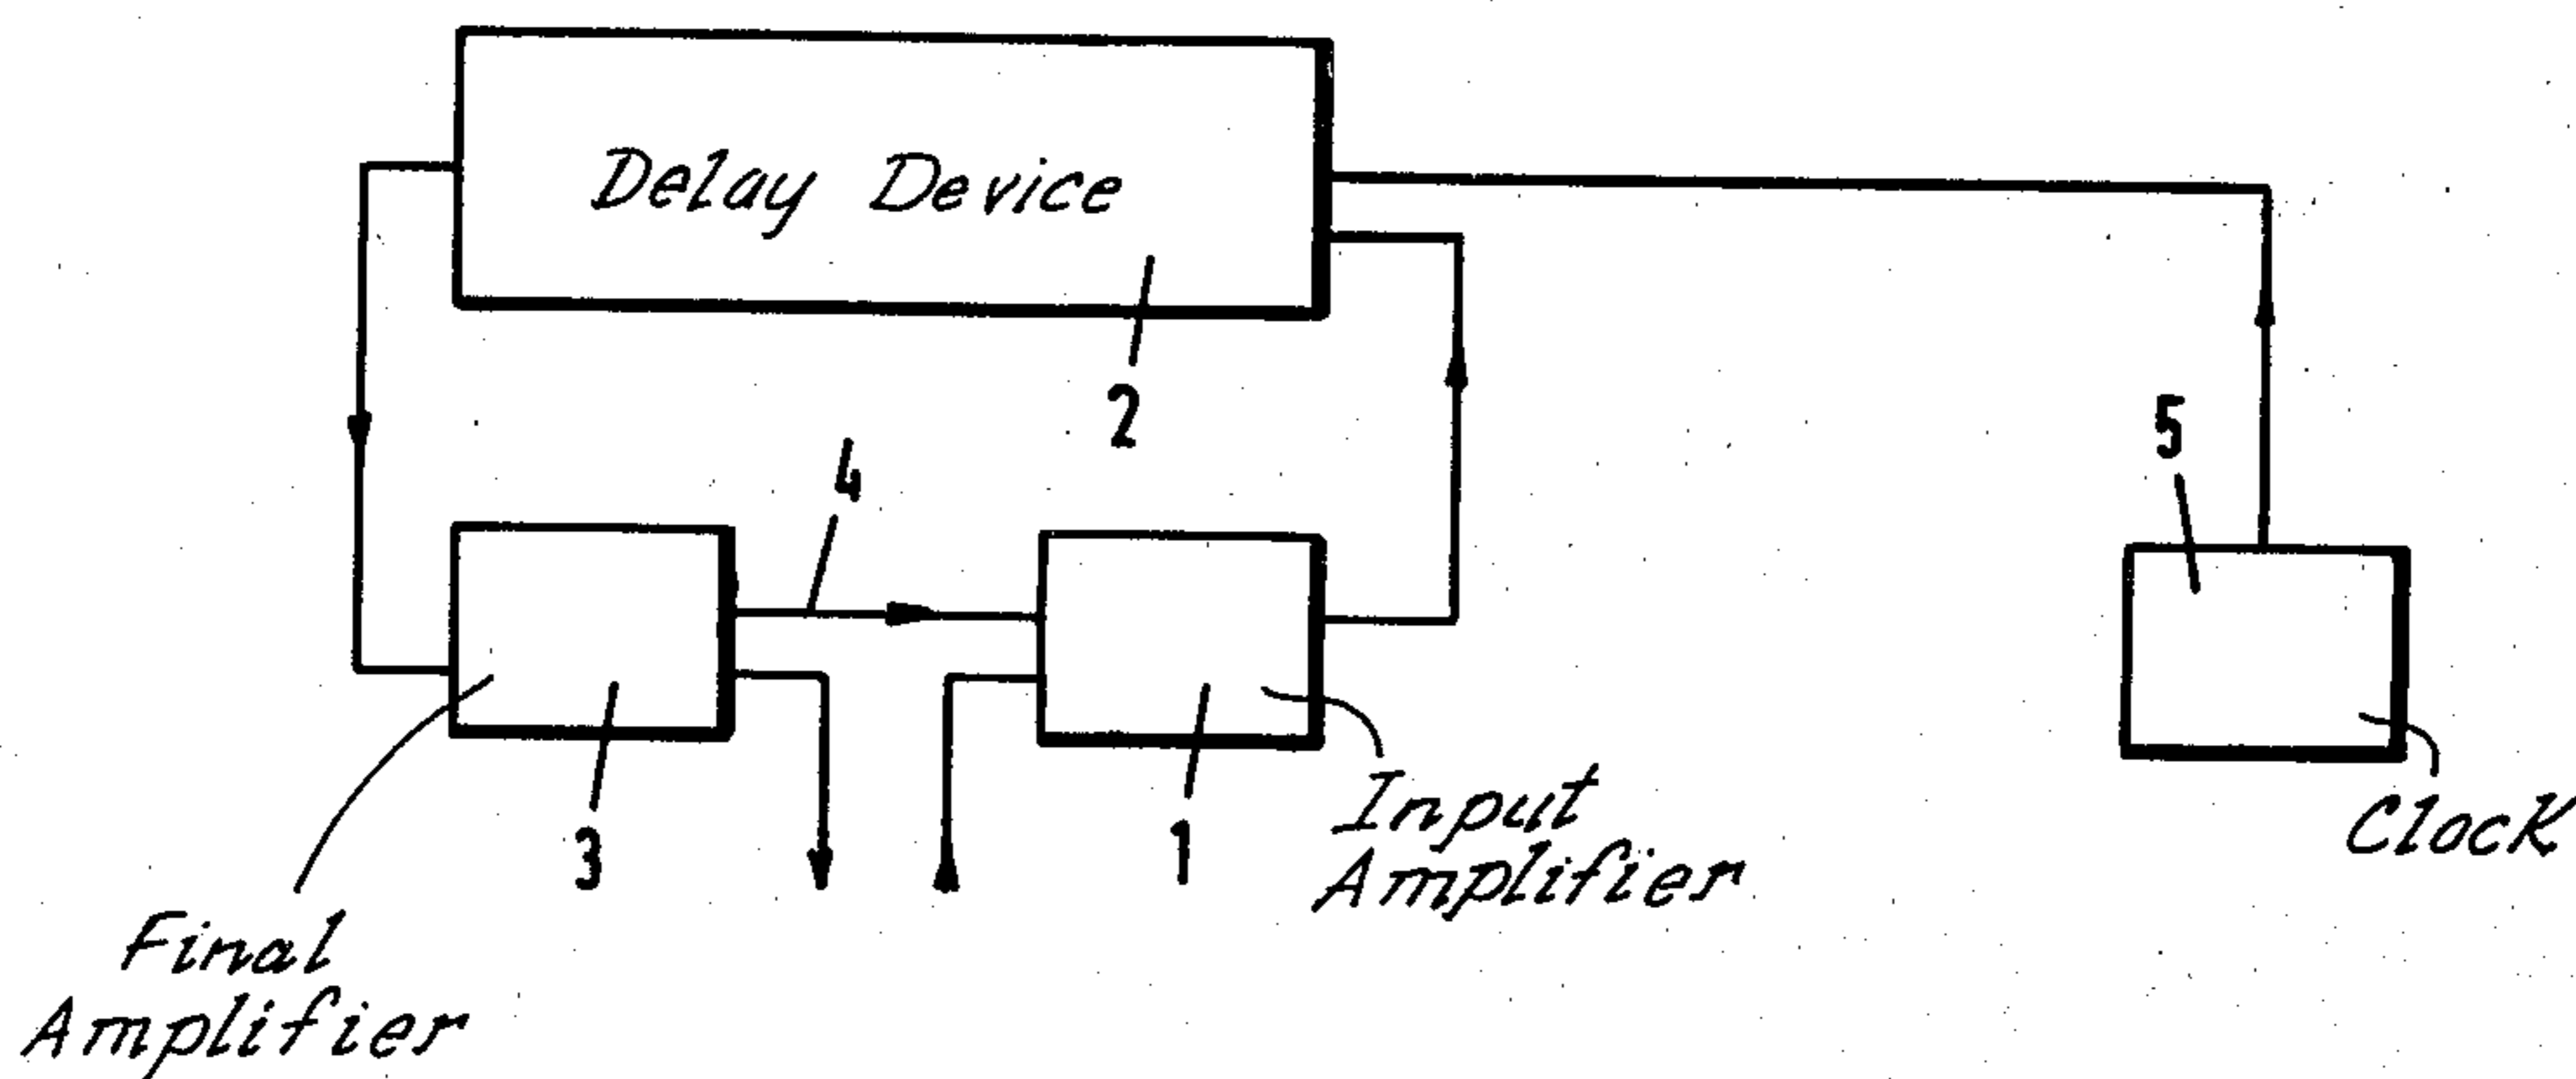 Delay Device
2
5
4
3
1
Input
Amplifier
Clock
Final
Amplifier